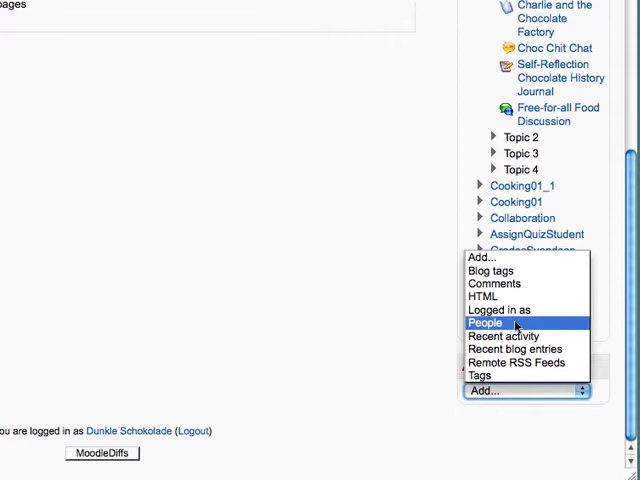 pages
Charlie and the
Chocolate
Factory
Choc Chit Chat
Self-Reflection
Chocolate History
Journal
Free-for-all Food
Discussion
Topic 2
Topic 3
Topic 4
Cooking01_1
Cooking01
Collaboration
AssignQuizStudent
Add...
Blog tags
Comments
HTML
Logged in as
People
Recent activity
Recent blog entries
Remote RSS Feeds
Tags
Add...
ou are logged in as Dunkle Schokolade (Logout)
MoodleDiffs